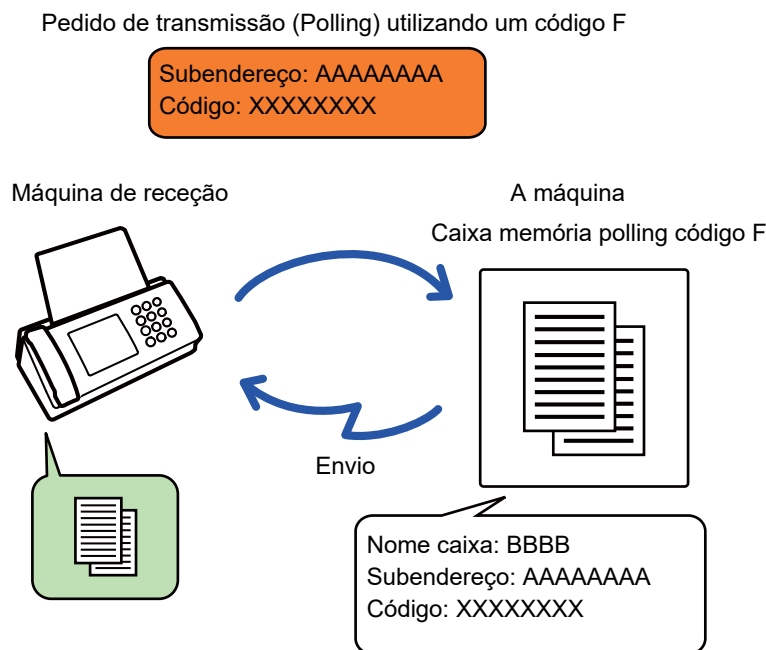 Pedido de transmissão (Polling) utilizando um código F
Subendereço: AAAAAAAA
Código: XXXXXXXX
Máquina de receção
A máquina
Caixa memória polling código F
Envio
Nome caixa: BBBB
Subendereço: AAAAAAAA
Código: XXXXXXXX